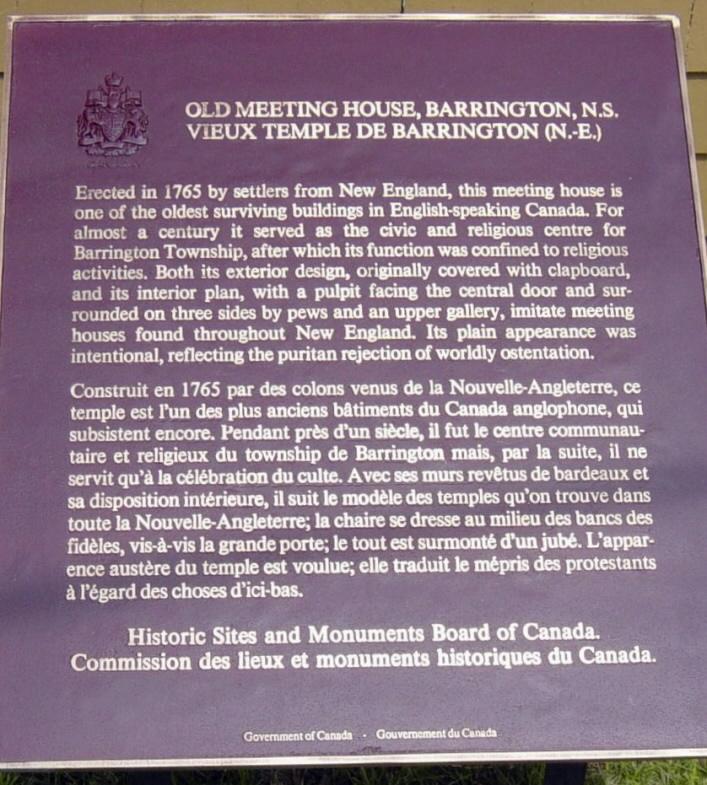 OLD MEETING HOUSE, BARRINGTON, N.S.
VIEUX TEMPLE DE BARRINGTON (N.-E.)
Erected in 1765 by settlers from New England, this meeting house is
one of the oldest surviving buildings in English-speaking Canada. For
almost a century it served as the civic and religious centre for
Barrington Township, after which its function was confined to religious
activities. Both its exterior design, originally covered with clapboard,
and its interior plan, with a pulpit facing the central door and sur-
rounded on three sides by pews and an upper gallery, imitate meeting
houses found throughout New England. Its plain appearance was
intentional, reflecting the puritan rejection of worldly ostentation.
Construit en 1765 par des colons venus de la Nouvelle-Angleterre, ce
temple est l'un des plus anciens bâtiments du Canada anglophone, qui
subsistent encore. Pendant près d'un siècle, il fut le centre communau-
taire et religieux du township de Barrington mais, par la suite, il ne
servit qu'à la célébration du culte. Avec ses murs revêtus de bardeaux et
sa disposition intérieure, il suit le modèle des temples qu'on trouve dans
toute la Nouvelle-Angleterre; la chaire se dresse au milieu des bancs des
fidèles, vis-à-vis la grande porte; le tout est surmonté d'un jubé. L'appar-
ence austère du temple est voulue; elle traduit le mépris des protestants
à l'égard des choses d'ici-bas.
Historic Sites and Monuments Board of Canada.
Commission des lieux et monuments historiques du Canada.
Government of Canada - Gouvernement du Canada